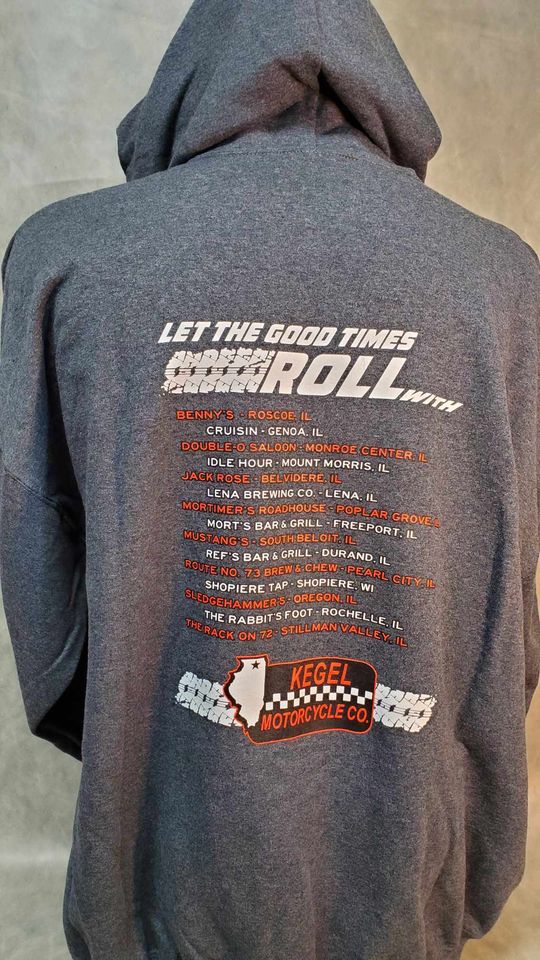 LET THE GOOD TIMES
ROLL WITH
BENNY'S - ROSCOE, IL
CRUISIN - GENOA, IL
DOUBLE-O SALOON - MONROE CENTER, IL
IDLE HOUR - MOUNT MORRIS, IL
JACK ROSE - BELVIDERE, IL
LENA BREWING CO. - LENA, IL
MORTIMER'S ROADHOUSE - POPLAR GROVE,
MORT'S BAR & GRILL - FREEPORT, IL
MUSTANG'S - SOUTH BELOIT, IL
REF'S BAR & GRILL - DURAND, IL
ROUTE NO. 73 BREW & CHEW - PEARL CITY, IL
SHOPIERE TAP - SHOPIERE, WI
SLEDGEHAMMER'S - OREGON, IL
THE RABBIT'S FOOT - ROCHELLE, IL
THE RACK ON 72 - STILLMAN VALLEY, IL
KEGEL
MOTORCYCLE CO.